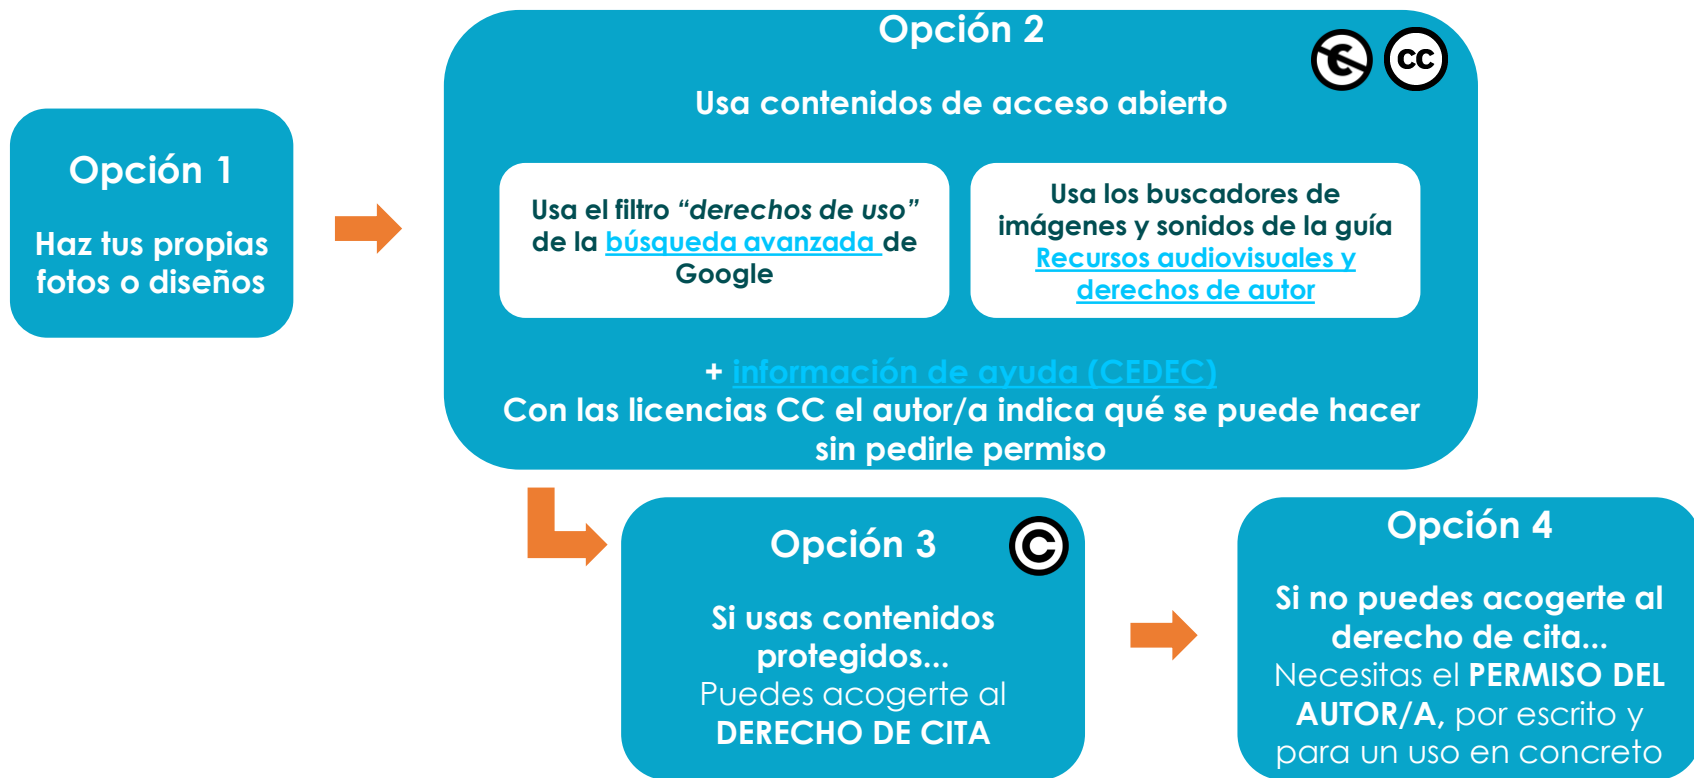 Opción 1
Haz tus propias
fotos o diseños
Opción 2
Usa contenidos de acceso abierto
Usa el filtro “derechos de uso”
de la búsqueda avanzada de
Google
Usa los buscadores de
imágenes y sonidos de la guía
Recursos audiovisuales y
derechos de autor
+ información de ayuda (CEDEC)
Con las licencias CC el autor/a indica qué se puede hacer
sin pedirle permiso
Opción 3
Si usas contenidos
protegidos...
Puedes acogerte al
DERECHO DE CITA
Opción 4
Si no puedes acogerte al
derecho de cita...
Necesitas el PERMISO DEL
AUTOR/A, por escrito y
para un uso en concreto